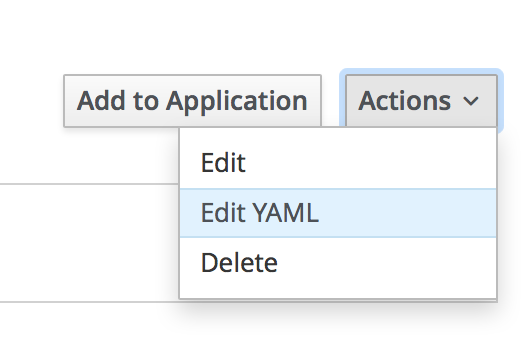 Add to Application
Actions
Edit
Edit YAML
Delete